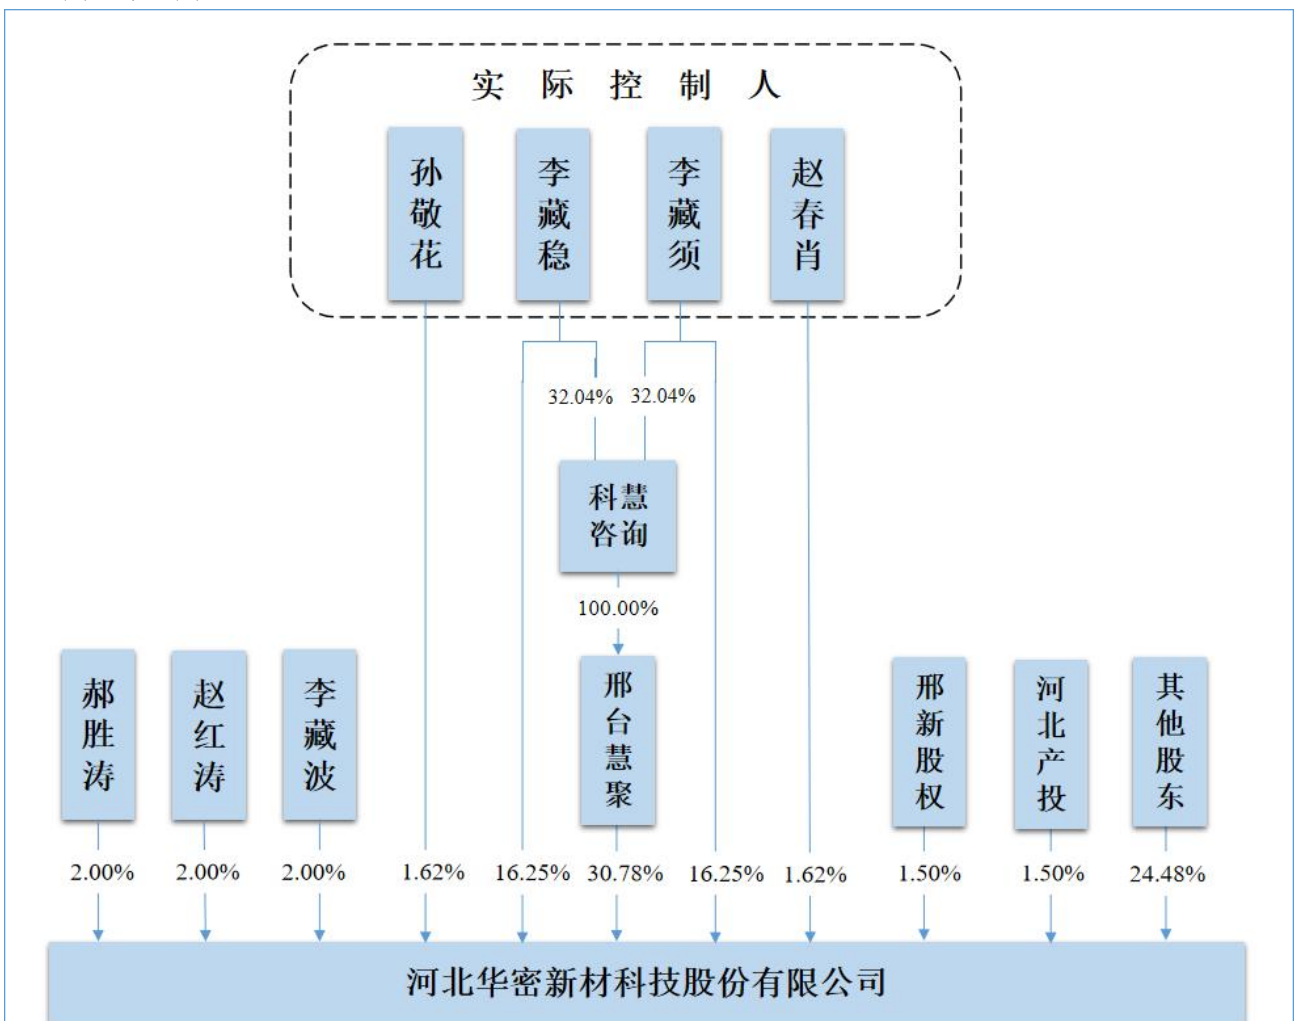 实际控制人
孙敬花
李藏稳
李藏须
赵春肖
32.04%
32.04%
科慧
咨询
100.00%
郝胜涛
赵红涛
李藏波
邢台慧聚
邢新股权
河北产投
其他股东
2.00%
2.00%
2.00%
1.62%
16.25%
30.78%
16.25%
1.62%
1.50%
1.50%
24.48%
河北华密新材科技股份有限公司